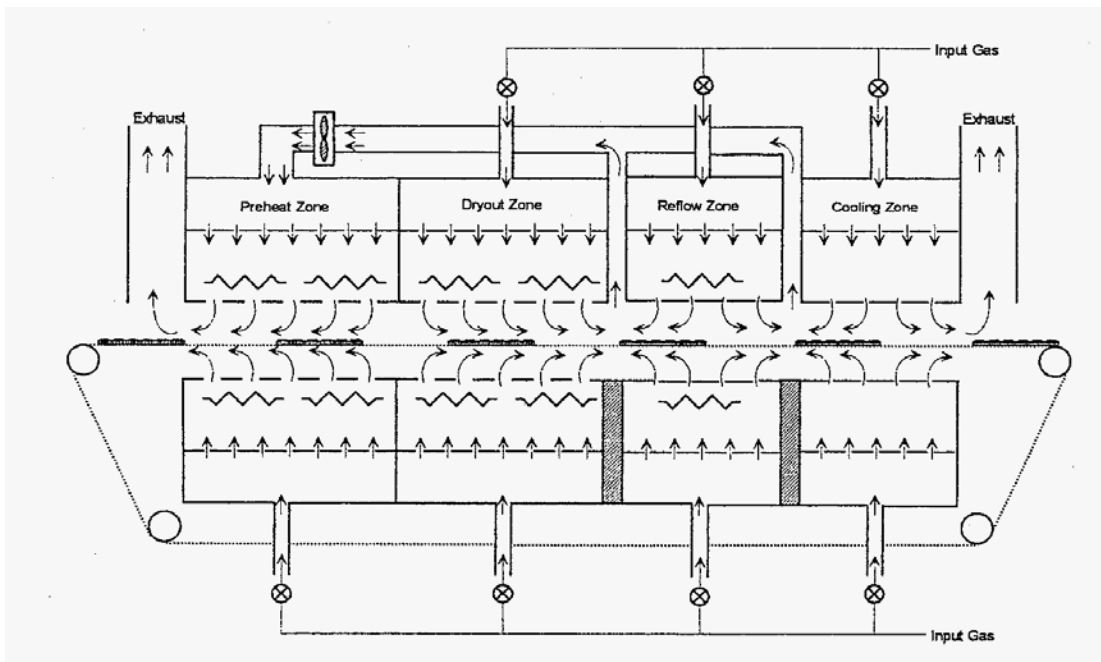 Input Gas
Exhaust
Exhaust
Preheat Zone
Dryout Zone
Reflow Zone
Cooling Zone
Input Gas